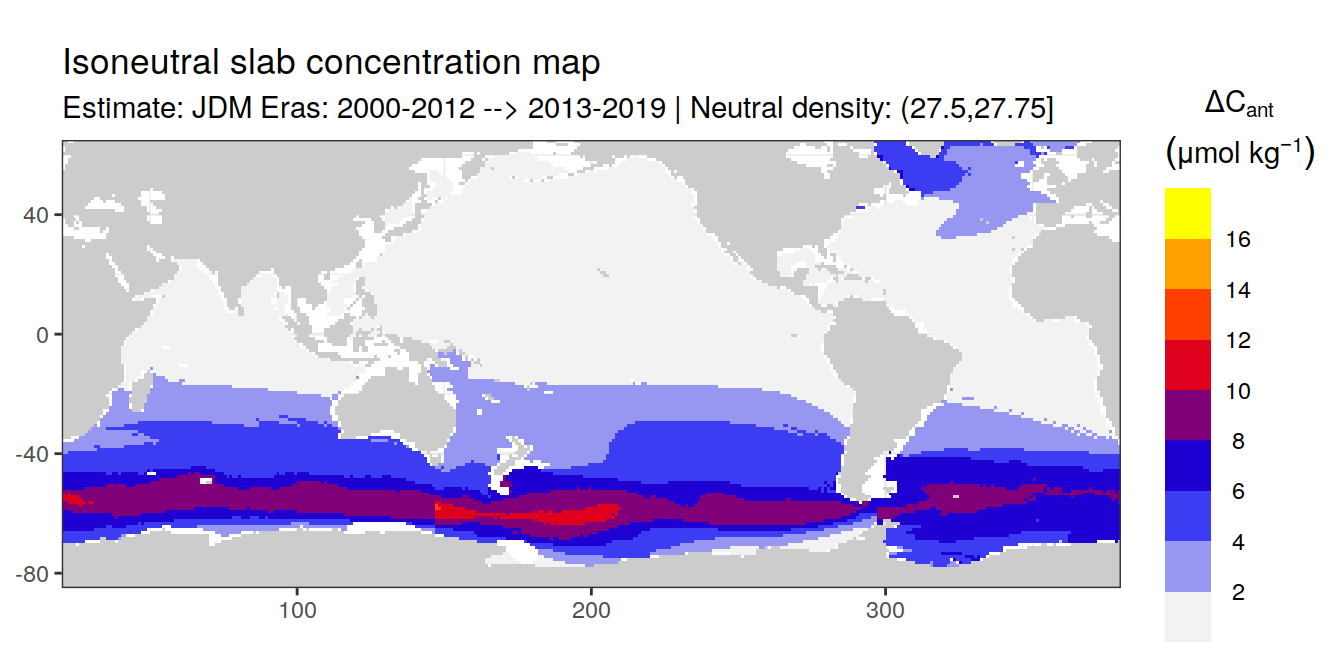 Isoneutral slab concentration map
Estimate: JDM Eras: 2000-2012 --> 2013-2019 | Neutral density: (27.5,27.75]
ΔCant
(μmol kg⁻¹)
16
14
12
10
8
6
4
2
40
0
-40
-80
100 200 300